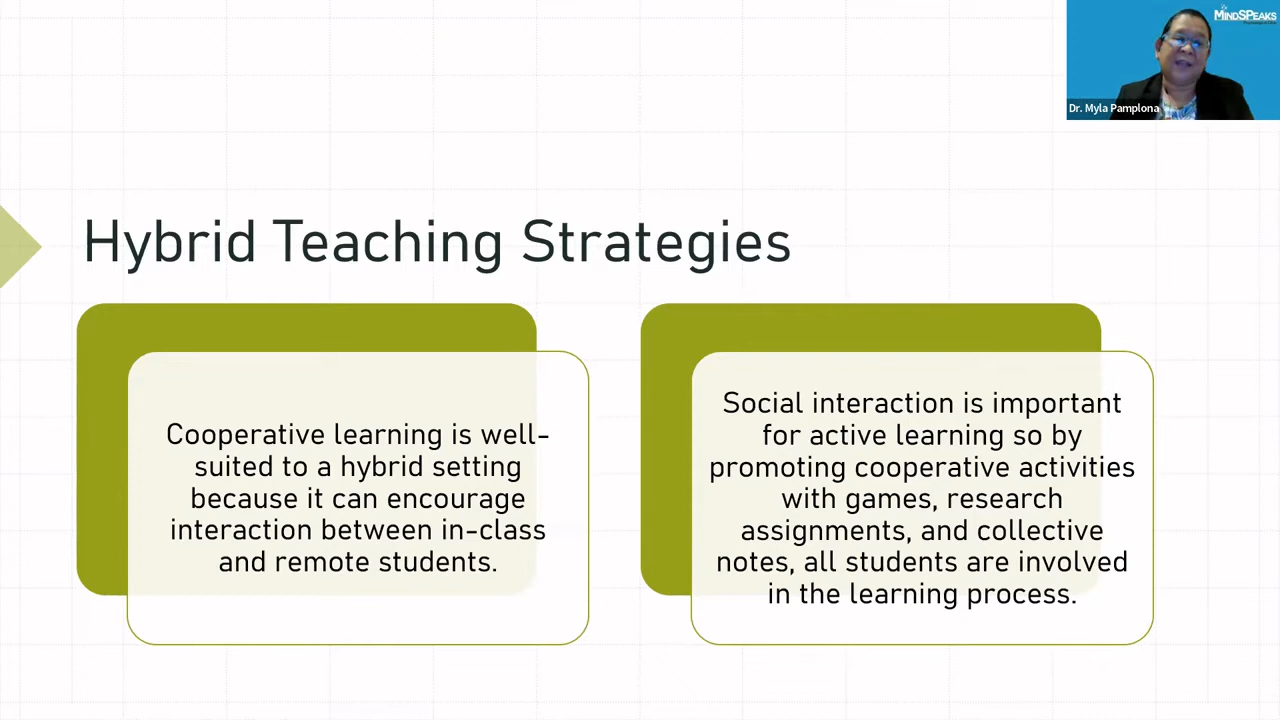 MINDSPEAKS
Dr. Myla Pamplona
Hybrid Teaching Strategies
Cooperative learning is well-
suited to a hybrid setting
because it can encourage
interaction between in-class
and remote students.
Social interaction is important
for active learning so by
promoting cooperative activities
with games, research
assignments, and collective
notes, all students are involved
in the learning process.